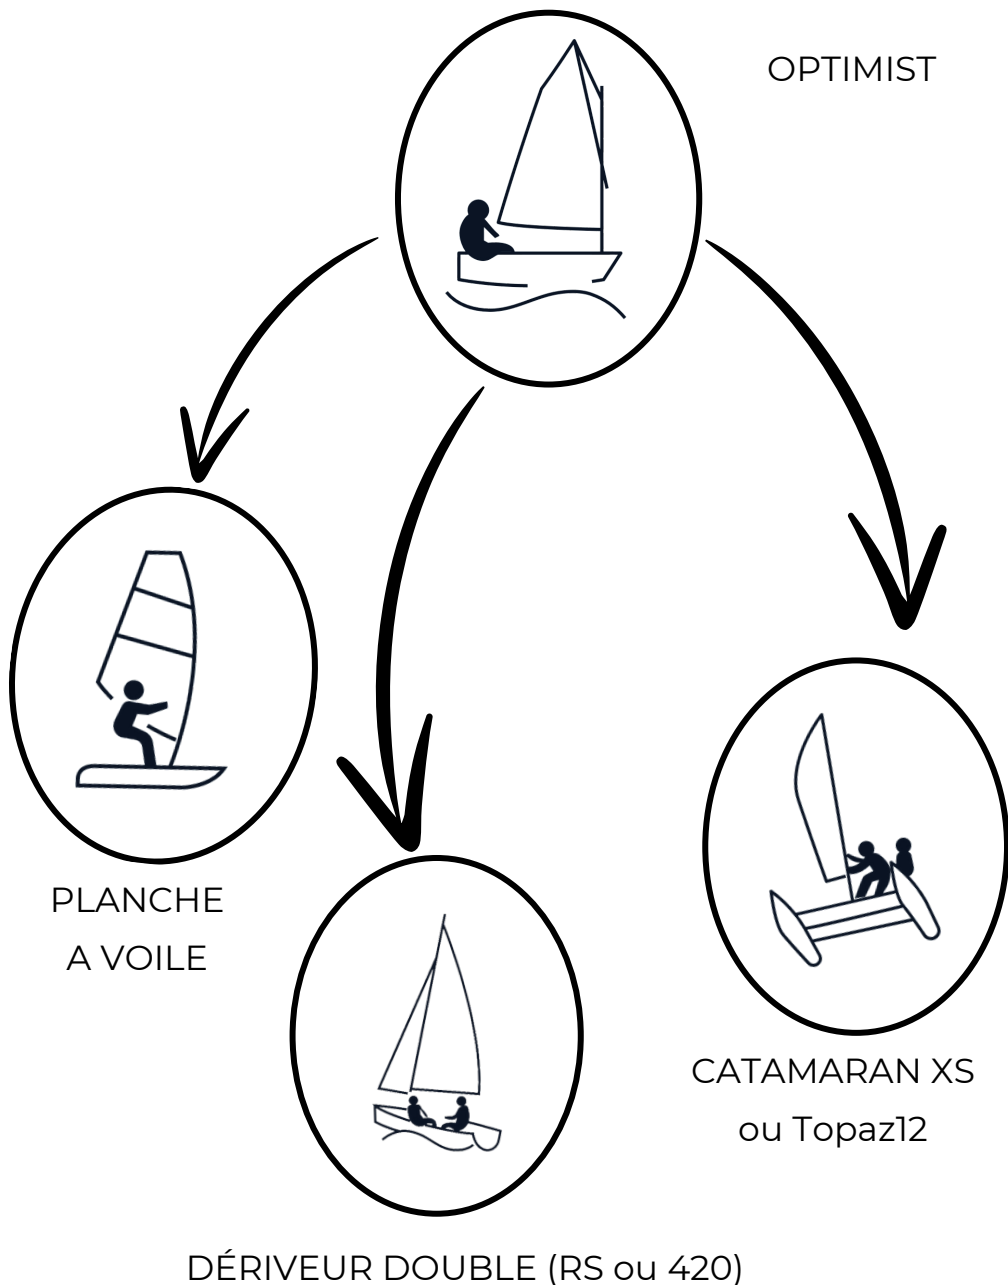 OPTIMIST
PLANCHE
A VOILE
CATAMARAN XS
ou Topaz12
DÉRIVEUR DOUBLE (RS ou 420)